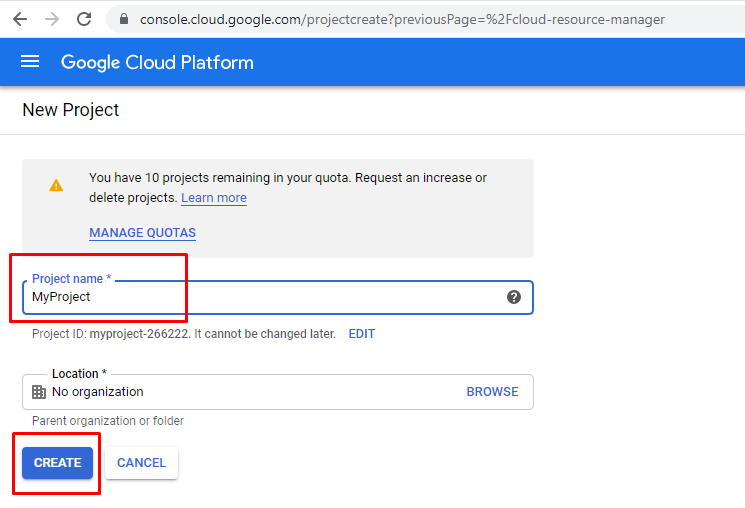 console.cloud.google.com/projectcreate?previousPage=%2Fcloud-resource-manager
Google Cloud Platform
New Project
You have 10 projects remaining in your quota. Request an increase or
delete projects. Learn more
MANAGE QUOTAS
Project name *
MyProject
Project ID: myproject-266222. It cannot be changed later. EDIT
Location *
No organization BROWSE
Parent organization or folder
CREATE CANCEL